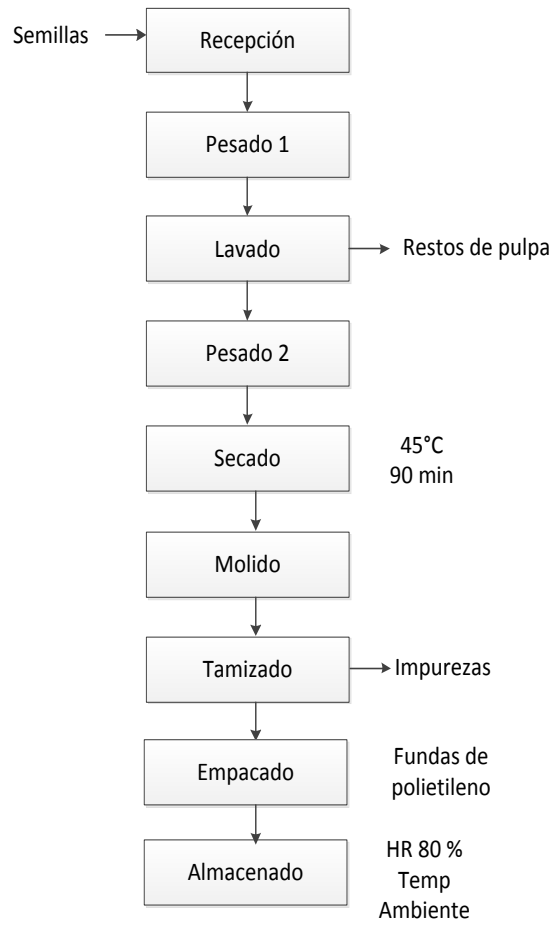 Semillas
Recepción
Pesado 1
Lavado
Restos de pulpa
Pesado 2
Secado
45°C
90 min
Molido
Tamizado
Impurezas
Empacado
Fundas de
polietileno
Almacenado
HR 80 %
Temp
Ambiente